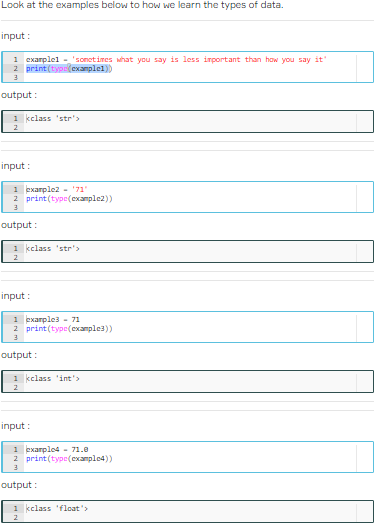 Look at the examples below to how we learn the types of data.
input :
1 example1 = 'sometimes what you say is less important than how you say it'
2 print(type(example1))
3
output :
1 <class 'str'>
2
input :
1 example2 = '71'
2 print(type(example2))
3
output :
1 <class 'str'>
2
input :
1 example3 = 71
2 print(type(example3))
3
output :
1 <class 'int'>
2
input :
1 example4 = 71.0
2 print(type(example4))
3
output :
1 <class 'float'>
2